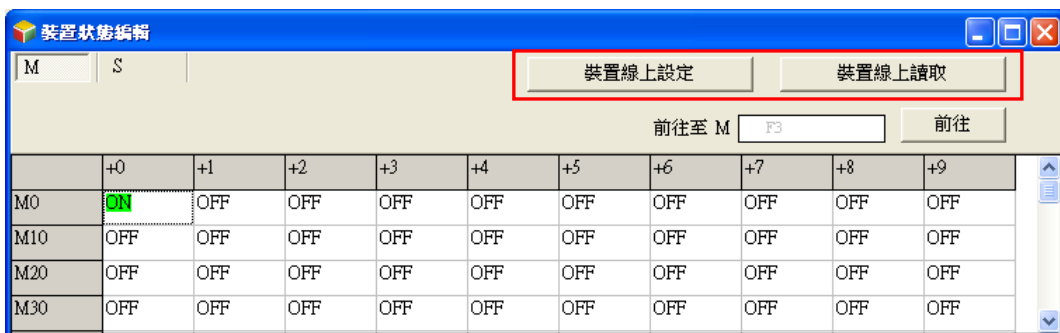 裝置狀態編輯
M S 裝置線上設定 裝置線上讀取
前往至 M F3 前往
+0 +1 +2 +3 +4 +5 +6 +7 +8 +9
M0 ON OFF OFF OFF OFF OFF OFF OFF OFF OFF
M10 OFF OFF OFF OFF OFF OFF OFF OFF OFF OFF
M20 OFF OFF OFF OFF OFF OFF OFF OFF OFF OFF
M30 OFF OFF OFF OFF OFF OFF OFF OFF OFF OFF